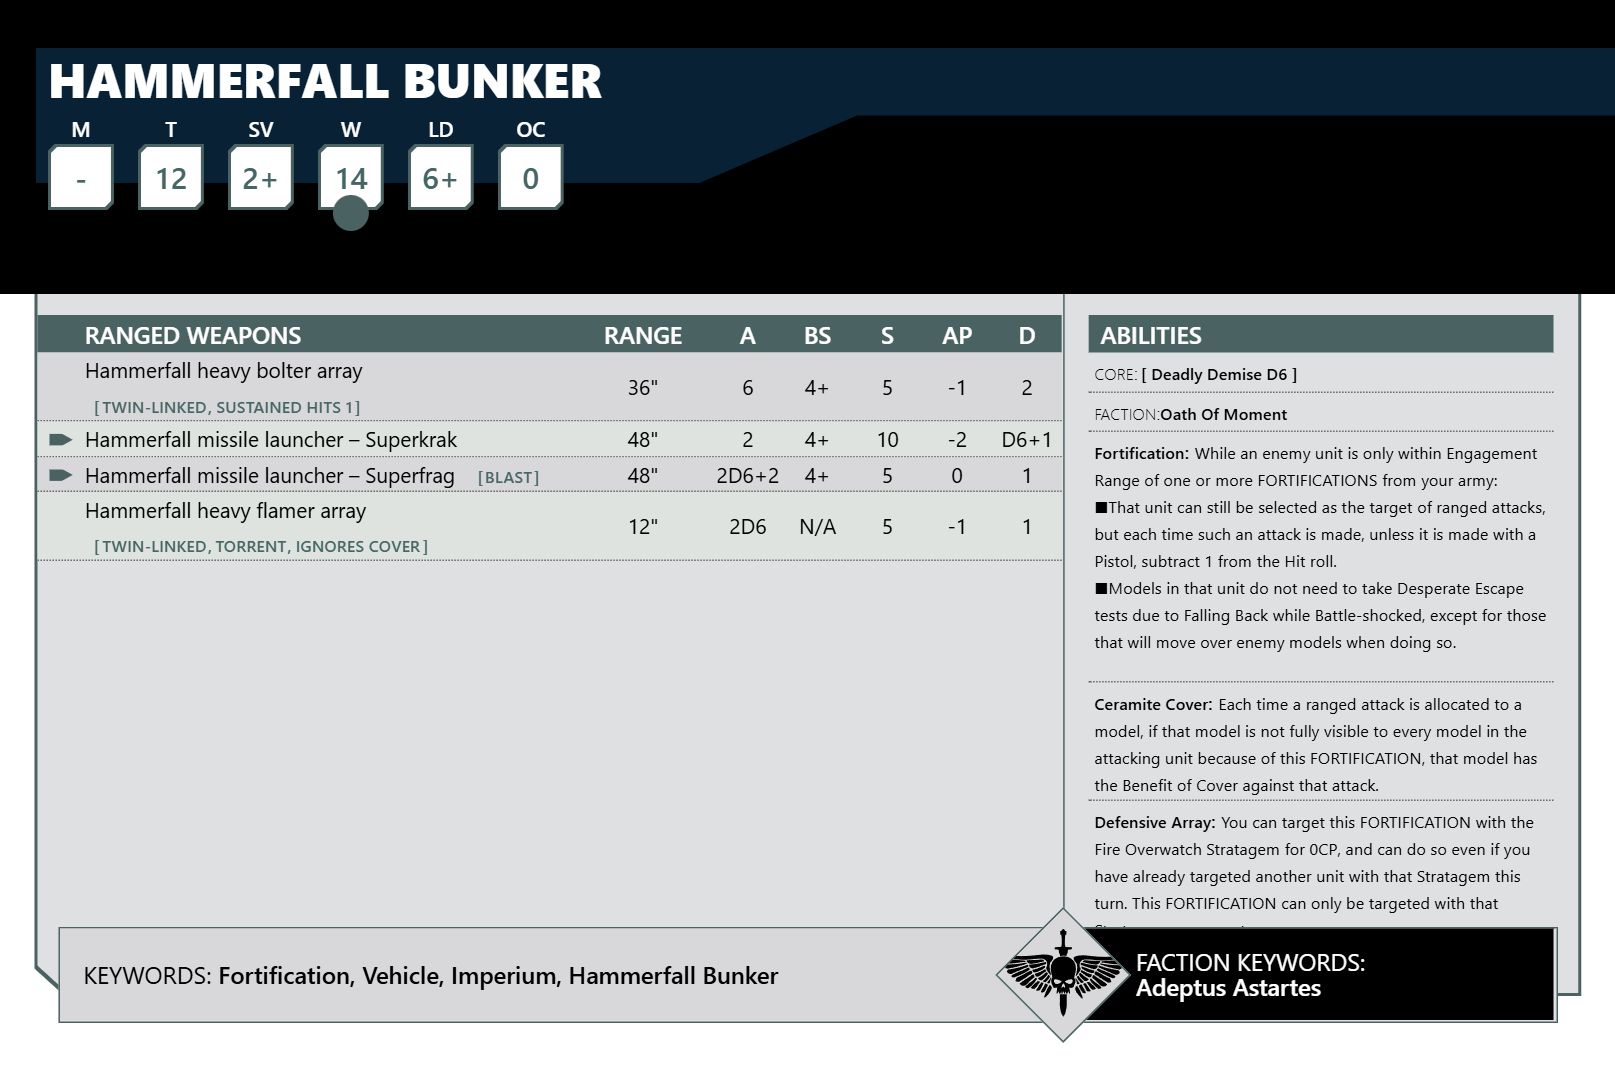 HAMMERFALL BUNKER
M T SV W LD OC
- 12 2+ 14 6+ 0
RANGED WEAPONS RANGE A BS S AP D
Hammerfall heavy bolter array
[TWIN-LINKED, SUSTAINED HITS 1]
36" 6 4+ 5 -1 2
Hammerfall missile launcher – Superkrak 48" 2 4+ 10 -2 D6+1
Hammerfall missile launcher – Superfrag [BLAST] 48" 2D6+2 4+ 5 0 1
Hammerfall heavy flamer array
[TWIN-LINKED, TORRENT, IGNORES COVER]
12" 2D6 N/A 5 -1 1
ABILITIES
CORE: [ Deadly Demise D6 ]
FACTION:Oath Of Moment
Fortification: While an enemy unit is only within Engagement
Range of one or more FORTIFICATIONS from your army:
■That unit can still be selected as the target of ranged attacks,
but each time such an attack is made, unless it is made with a
Pistol, subtract 1 from the Hit roll.
■Models in that unit do not need to take Desperate Escape
tests due to Falling Back while Battle-shocked, except for those
that will move over enemy models when doing so.
Ceramite Cover: Each time a ranged attack is allocated to a
model, if that model is not fully visible to every model in the
attacking unit because of this FORTIFICATION, that model has
the Benefit of Cover against that attack.
Defensive Array: You can target this FORTIFICATION with the
Fire Overwatch Stratagem for 0CP, and can do so even if you
have already targeted another unit with that Stratagem this
turn. This FORTIFICATION can only be targeted with that
KEYWORDS: Fortification, Vehicle, Imperium, Hammerfall Bunker
FACTION KEYWORDS:
Adeptus Astartes